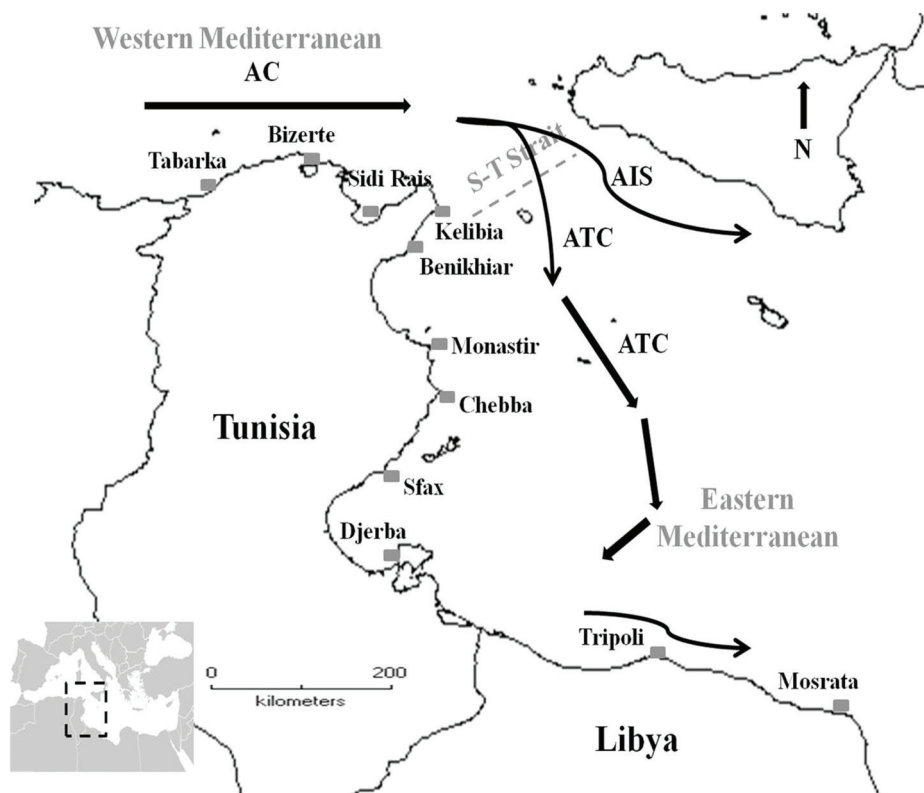 Western Mediterranean
AC
Bizerte
Tabarka
Sidi Rais
S-T Strait
N
AIS
Kelibia
ATC
Benikhiar
Monastir
ATC
Chebba
Tunisia
Sfax
Eastern
Mediterranean
Djerba
Tripoli
0 200
kilometers
Mosrata
Libya